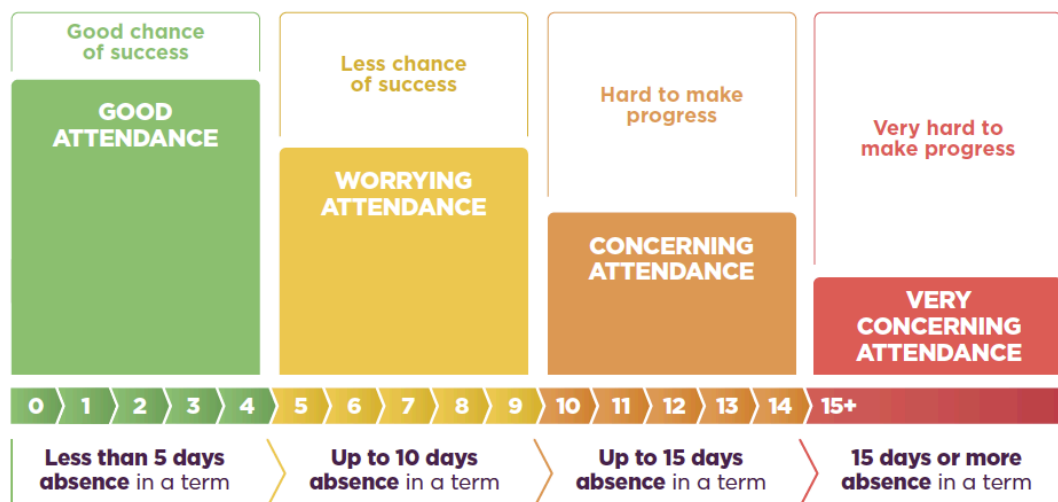 Good chance
of success
GOOD
ATTENDANCE
Less chance
of success
WORRYING
ATTENDANCE
Hard to make
progress
CONCERNING
ATTENDANCE
Very hard to
make progress
VERY
CONCERNING
ATTENDANCE
0 1 2 3 4 5 6 7 8 9 10 11 12 13 14 15+
Less than 5 days
absence in a term
Up to 10 days
absence in a term
Up to 15 days
absence in a term
15 days or more
absence in a term